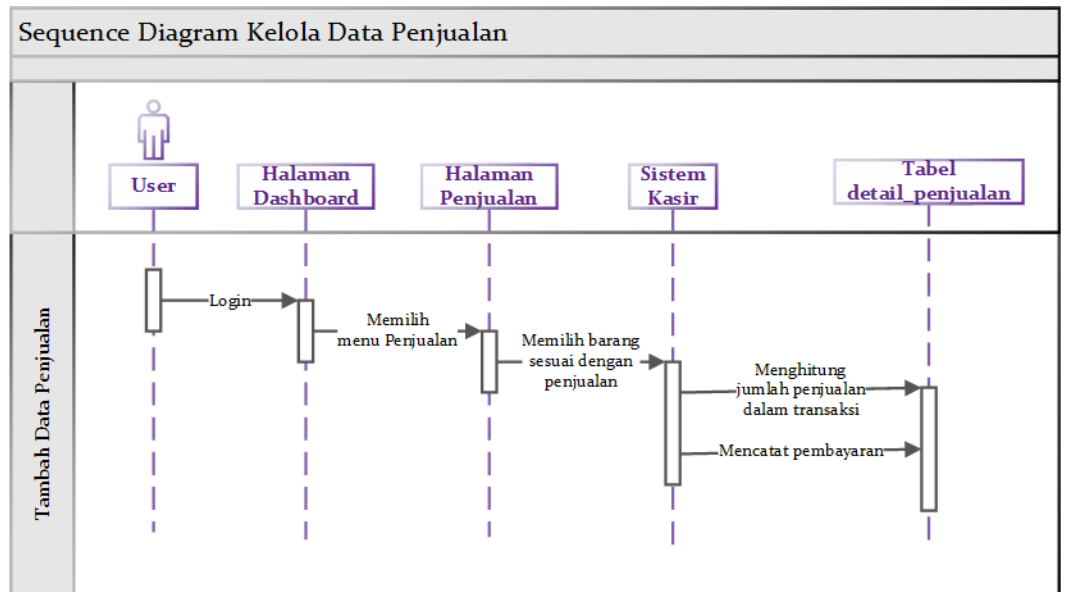 Sequence Diagram Kelola Data Penjualan
User
Halaman
Dashboard
Halaman
Penjualan
Sistem
Kasir
Tabel
detail_penjualan
Tambah Data Penjualan
Login
Memilih
menu Penjualan
Memilih barang
sesuai dengan
penjualan
Menghitung
jumlah penjualan
dalam transaksi
Mencatat pembayaran